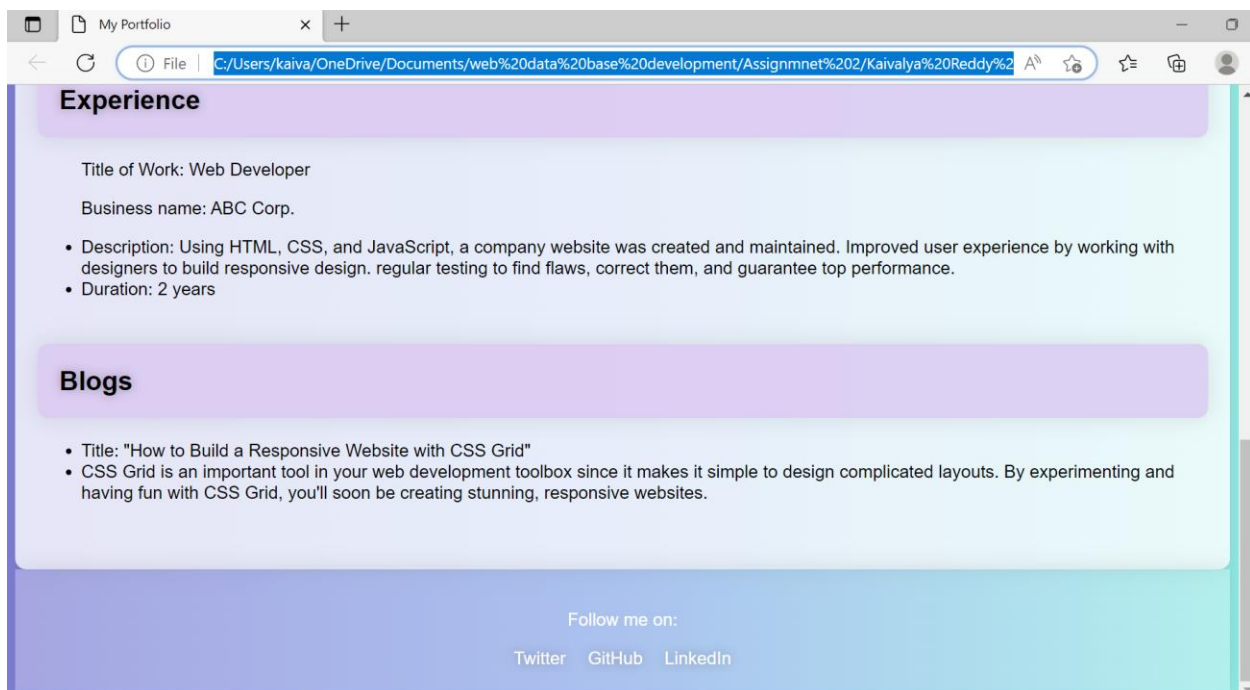 My Portfolio
File C:/Users/kaiva/OneDrive/Documents/web%20data%20base%20development/Assignmnet%202/Kaivalya%20Reddy%2
Experience
Title of Work: Web Developer
Business name: ABC Corp.
• Description: Using HTML, CSS, and JavaScript, a company website was created and maintained. Improved user experience by working with
designers to build responsive design. regular testing to find flaws, correct them, and guarantee top performance.
• Duration: 2 years
Blogs
• Title: "How to Build a Responsive Website with CSS Grid"
• CSS Grid is an important tool in your web development toolbox since it makes it simple to design complicated layouts. By experimenting and
having fun with CSS Grid, you'll soon be creating stunning, responsive websites.
Follow me on:
Twitter GitHub LinkedIn